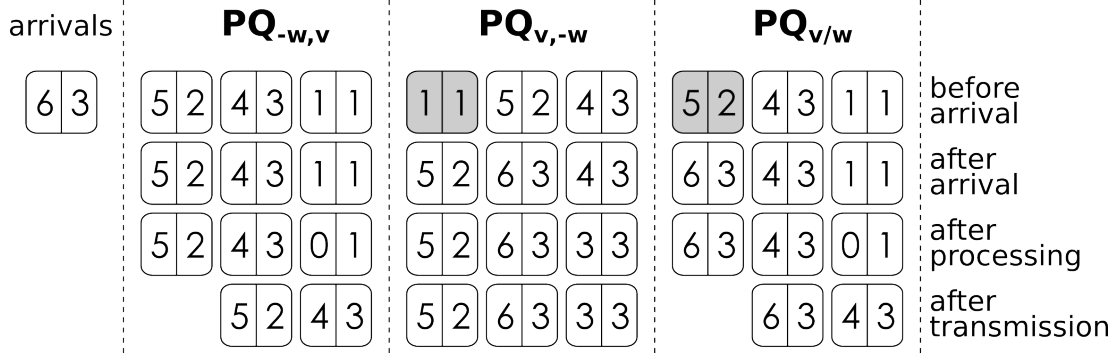 arrivals PQ-w,v PQv,-w PQv/w
6 3 5 2 4 3 1 1 1 1 5 2 4 3 5 2 4 3 1 1 before arrival
5 2 4 3 1 1 5 2 6 3 4 3 6 3 4 3 1 1 after arrival
5 2 4 3 0 1 5 2 6 3 3 3 6 3 4 3 0 1 after processing
5 2 4 3 5 2 6 3 3 3 6 3 4 3 after transmission